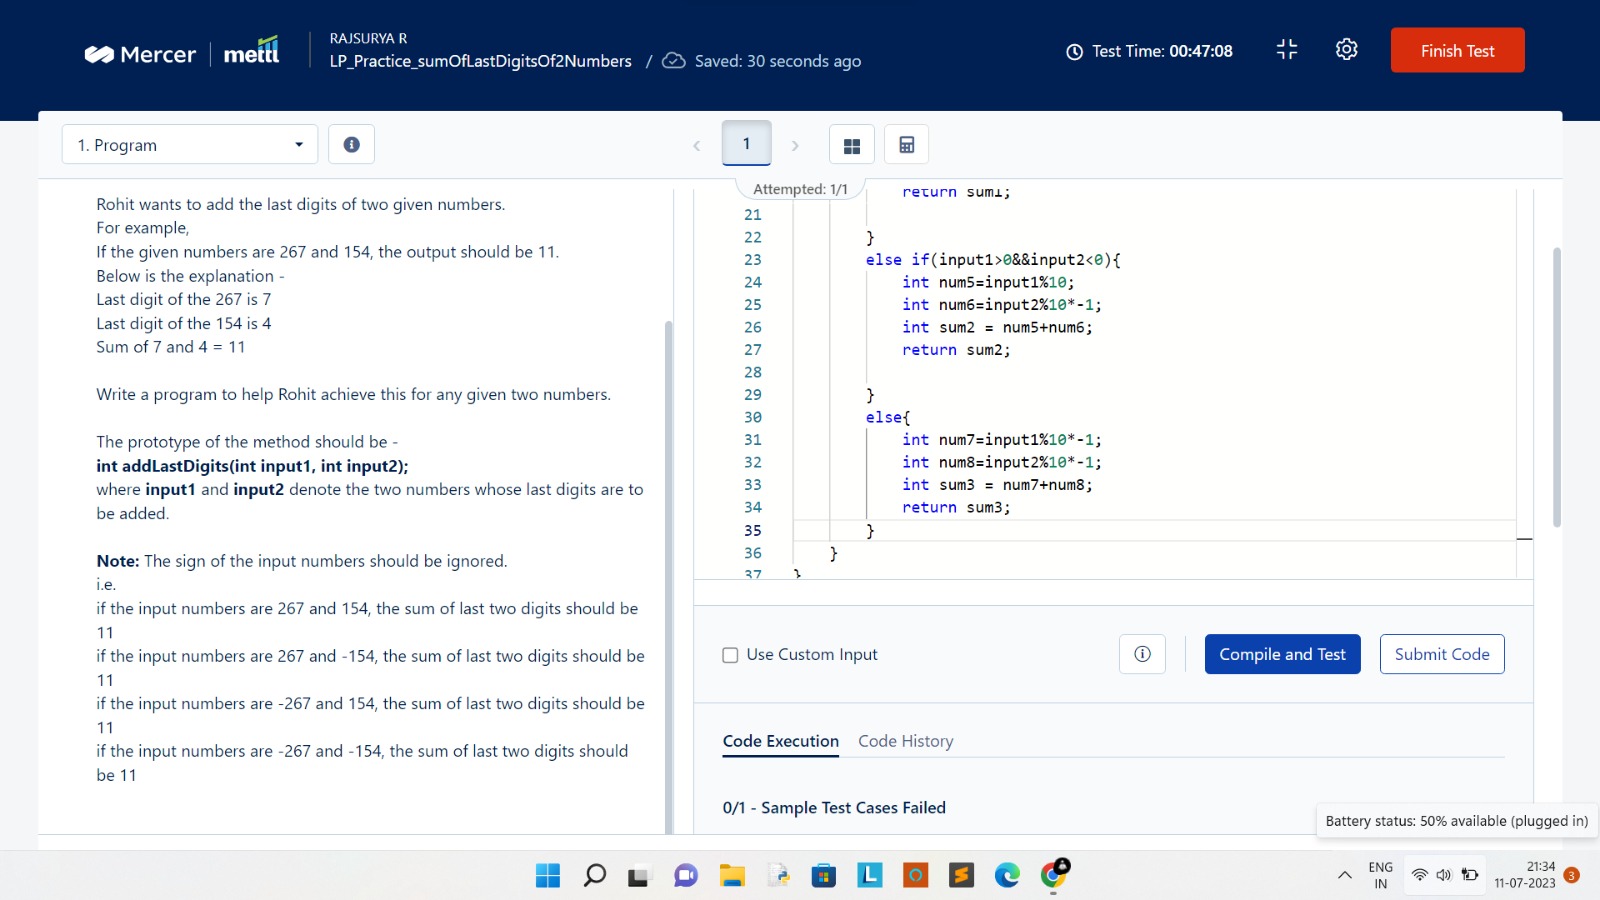 Mercer | mettl
RAJSURYA R
LP_Practice_sumOfLastDigitsOf2Numbers / Saved: 30 seconds ago
Test Time: 00:47:08
Finish Test
1. Program
1
Attempted: 1/1
Rohit wants to add the last digits of two given numbers.
For example,
If the given numbers are 267 and 154, the output should be 11.
Below is the explanation -
Last digit of the 267 is 7
Last digit of the 154 is 4
Sum of 7 and 4 = 11
Write a program to help Rohit achieve this for any given two numbers.
The prototype of the method should be -
int addLastDigits(int input1, int input2);
where input1 and input2 denote the two numbers whose last digits are to
be added.
Note: The sign of the input numbers should be ignored.
i.e.
if the input numbers are 267 and 154, the sum of last two digits should be
11
if the input numbers are 267 and -154, the sum of last two digits should be
11
if the input numbers are -267 and 154, the sum of last two digits should be
11
if the input numbers are -267 and -154, the sum of last two digits should
be 11
return sum1;
21
22 }
23 else if(input1>0&&input2<0){
24 int num5=input1%10;
25 int num6=input2%10*-1;
26 int sum2 = num5+num6;
27 return sum2;
28
29 }
30 else{
31 int num7=input1%10*-1;
32 int num8=input2%10*-1;
33 int sum3 = num7+num8;
34 return sum3;
35 }
36 }
37 }
Use Custom Input
Compile and Test
Submit Code
Code Execution
Code History
0/1 - Sample Test Cases Failed
Battery status: 50% available (plugged in)
ENG
IN
21:34
11-07-2023
3